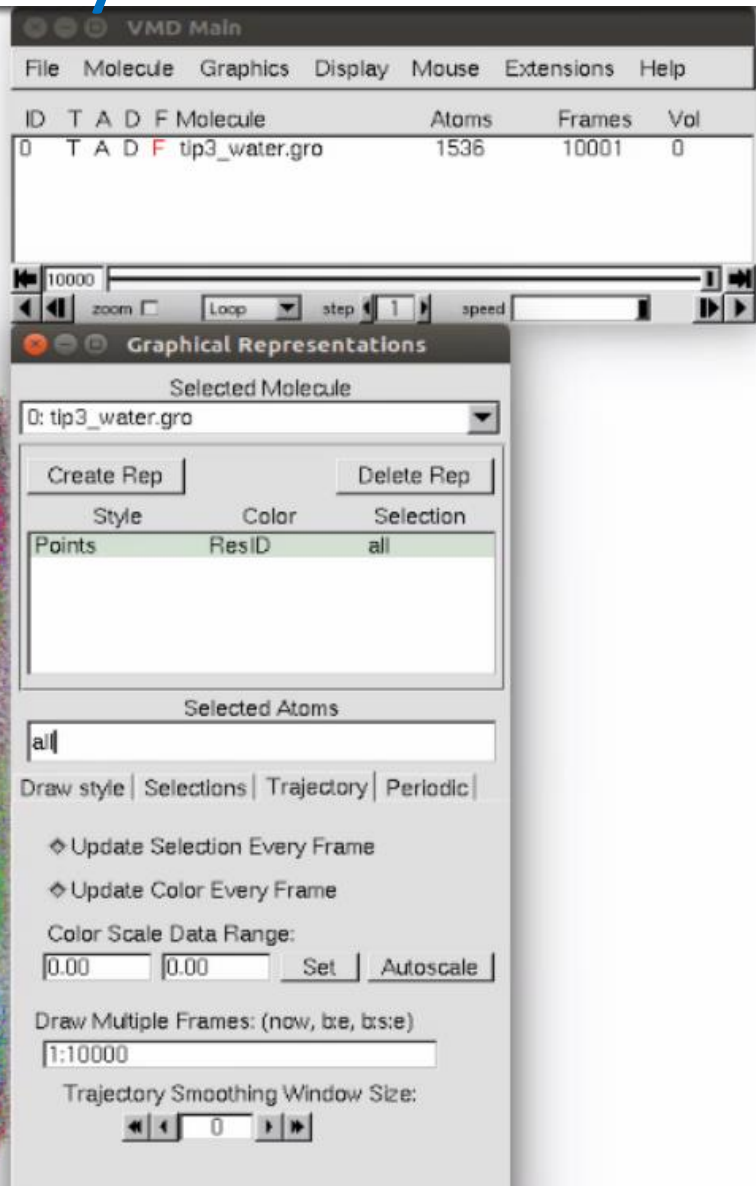 VMD Main
File Molecule Graphics Display Mouse Extensions Help
ID T A D F Molecule Atoms Frames Vol
0 T A D F tip3_water.gro 1536 10001 0
10000
zoom Loop step 1 speed
Graphical Representations
Selected Molecule
0: tip3_water.gro
Create Rep Delete Rep
Style Color Selection
Points ResID all
Selected Atoms
all
Draw style Selections Trajectory Periodic
Update Selection Every Frame
Update Color Every Frame
Color Scale Data Range:
0.00 0.00 Set Autoscale
Draw Multiple Frames: (now, b:e, b:s:e)
1:10000
Trajectory Smoothing Window Size:
0